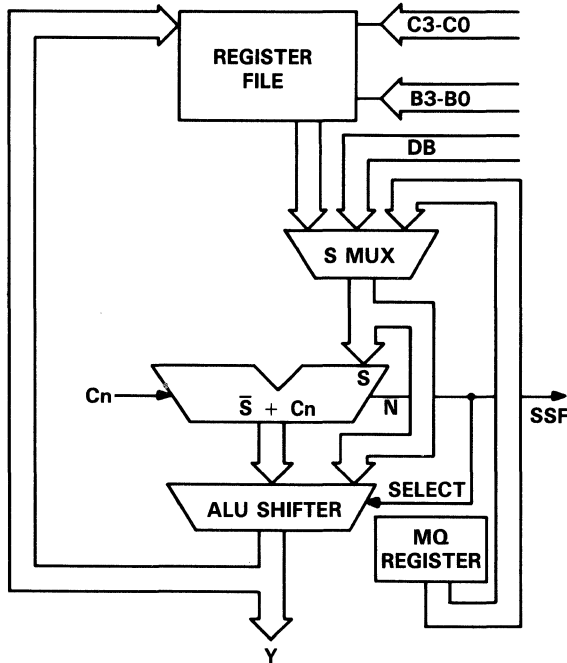 C3-C0
REGISTER
FILE
B3-B0
DB
S MUX
S
Cn
S̅ + Cn
N
SSF
SELECT
ALU SHIFTER
MQ
REGISTER
Y